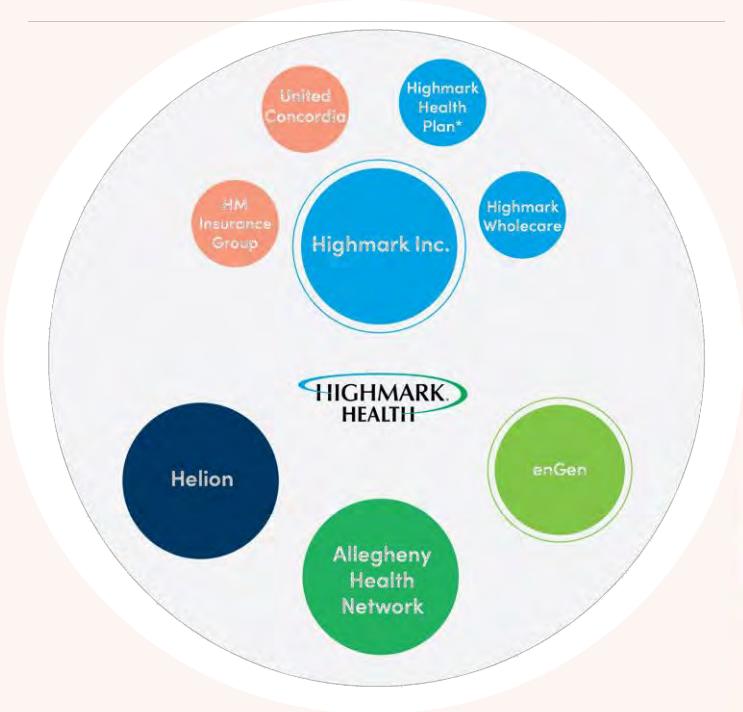 United
Concordia
Highmark
Health
Plan*
HM
Insurance
Group
Highmark Inc.
Highmark
Wholecare
HIGHMARK.
HEALTH
Helion
enGen
Allegheny
Health
Network